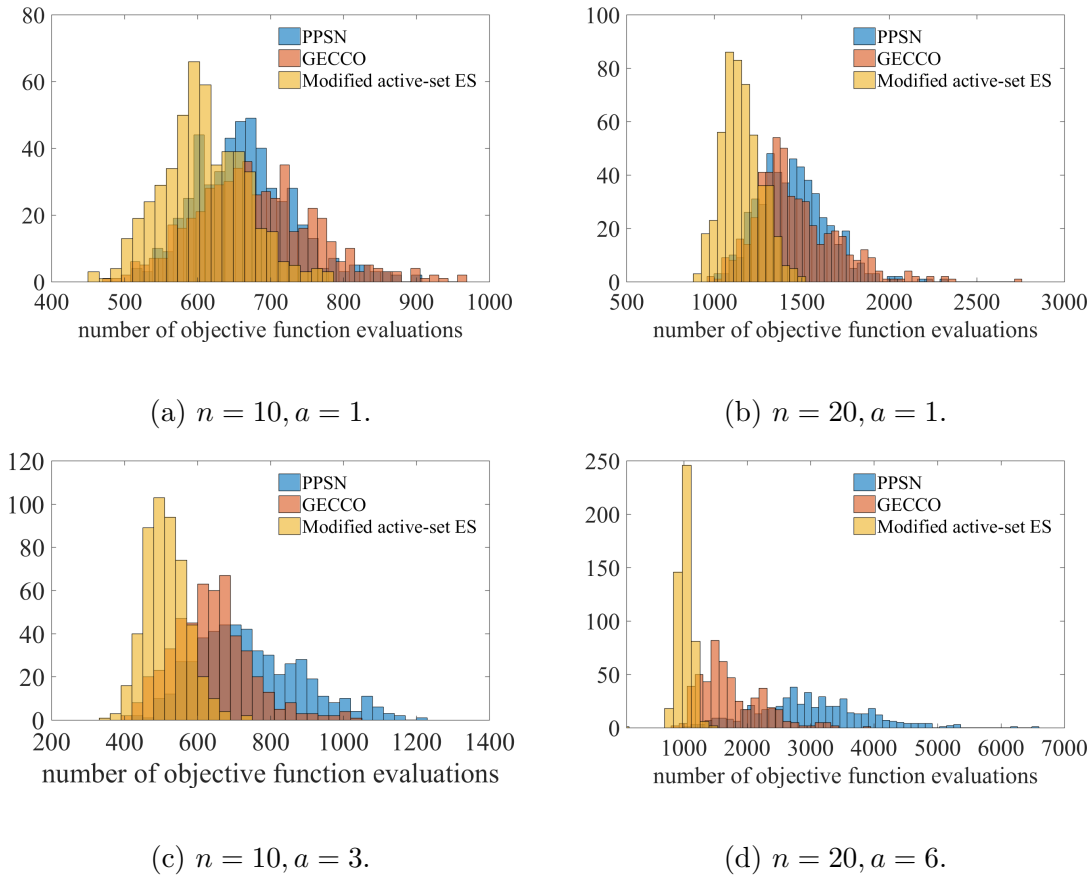 80
60
40
20
0
400 500 600 700 800 900 1000
number of objective function evaluations
PPSN
GECCO
Modified active-set ES
(a) n = 10, a = 1.
100
80
60
40
20
0
500 1000 1500 2000 2500 3000
number of objective function evaluations
PPSN
GECCO
Modified active-set ES
(b) n = 20, a = 1.
120
100
80
60
40
20
0
200 400 600 800 1000 1200 1400
number of objective function evaluations
PPSN
GECCO
Modified active-set ES
(c) n = 10, a = 3.
250
200
150
100
50
0
1000 2000 3000 4000 5000 6000 7000
number of objective function evaluations
PPSN
GECCO
Modified active-set ES
(d) n = 20, a = 6.